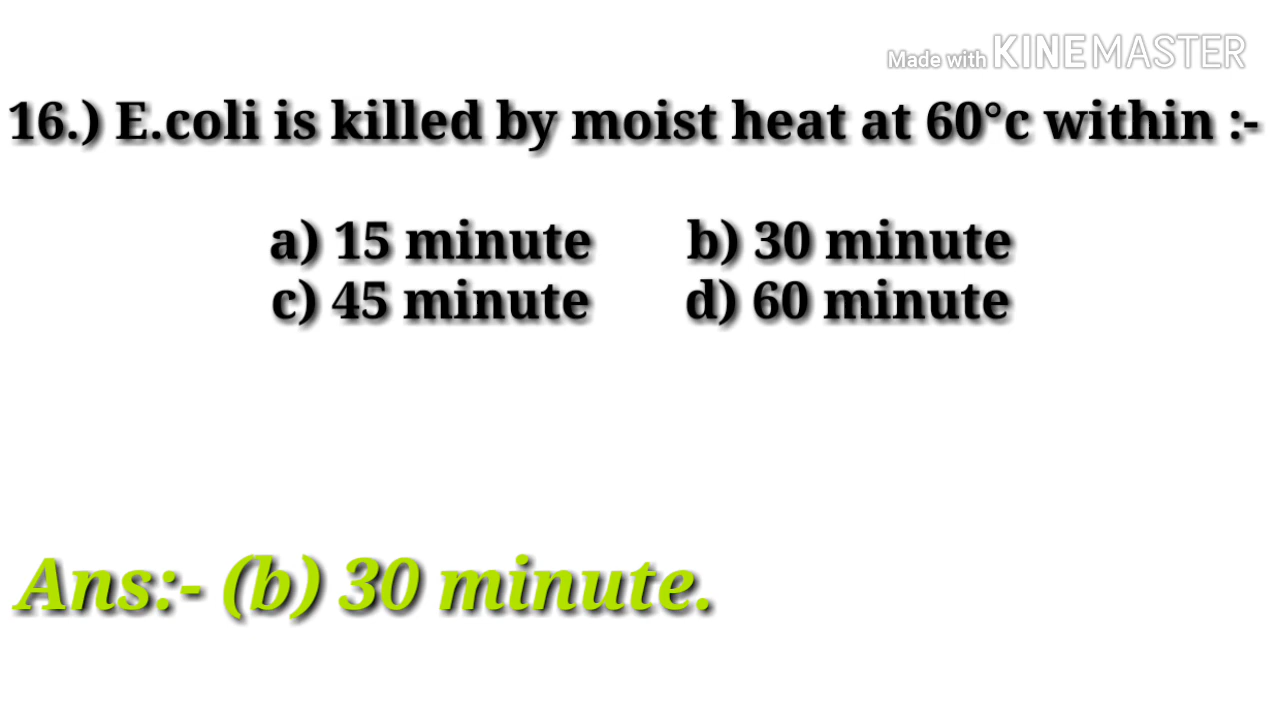 Made with KINEMASTER
16.) E.coli is killed by moist heat at 60°c within :-
a) 15 minute b) 30 minute
c) 45 minute d) 60 minute
Ans:- (b) 30 minute.